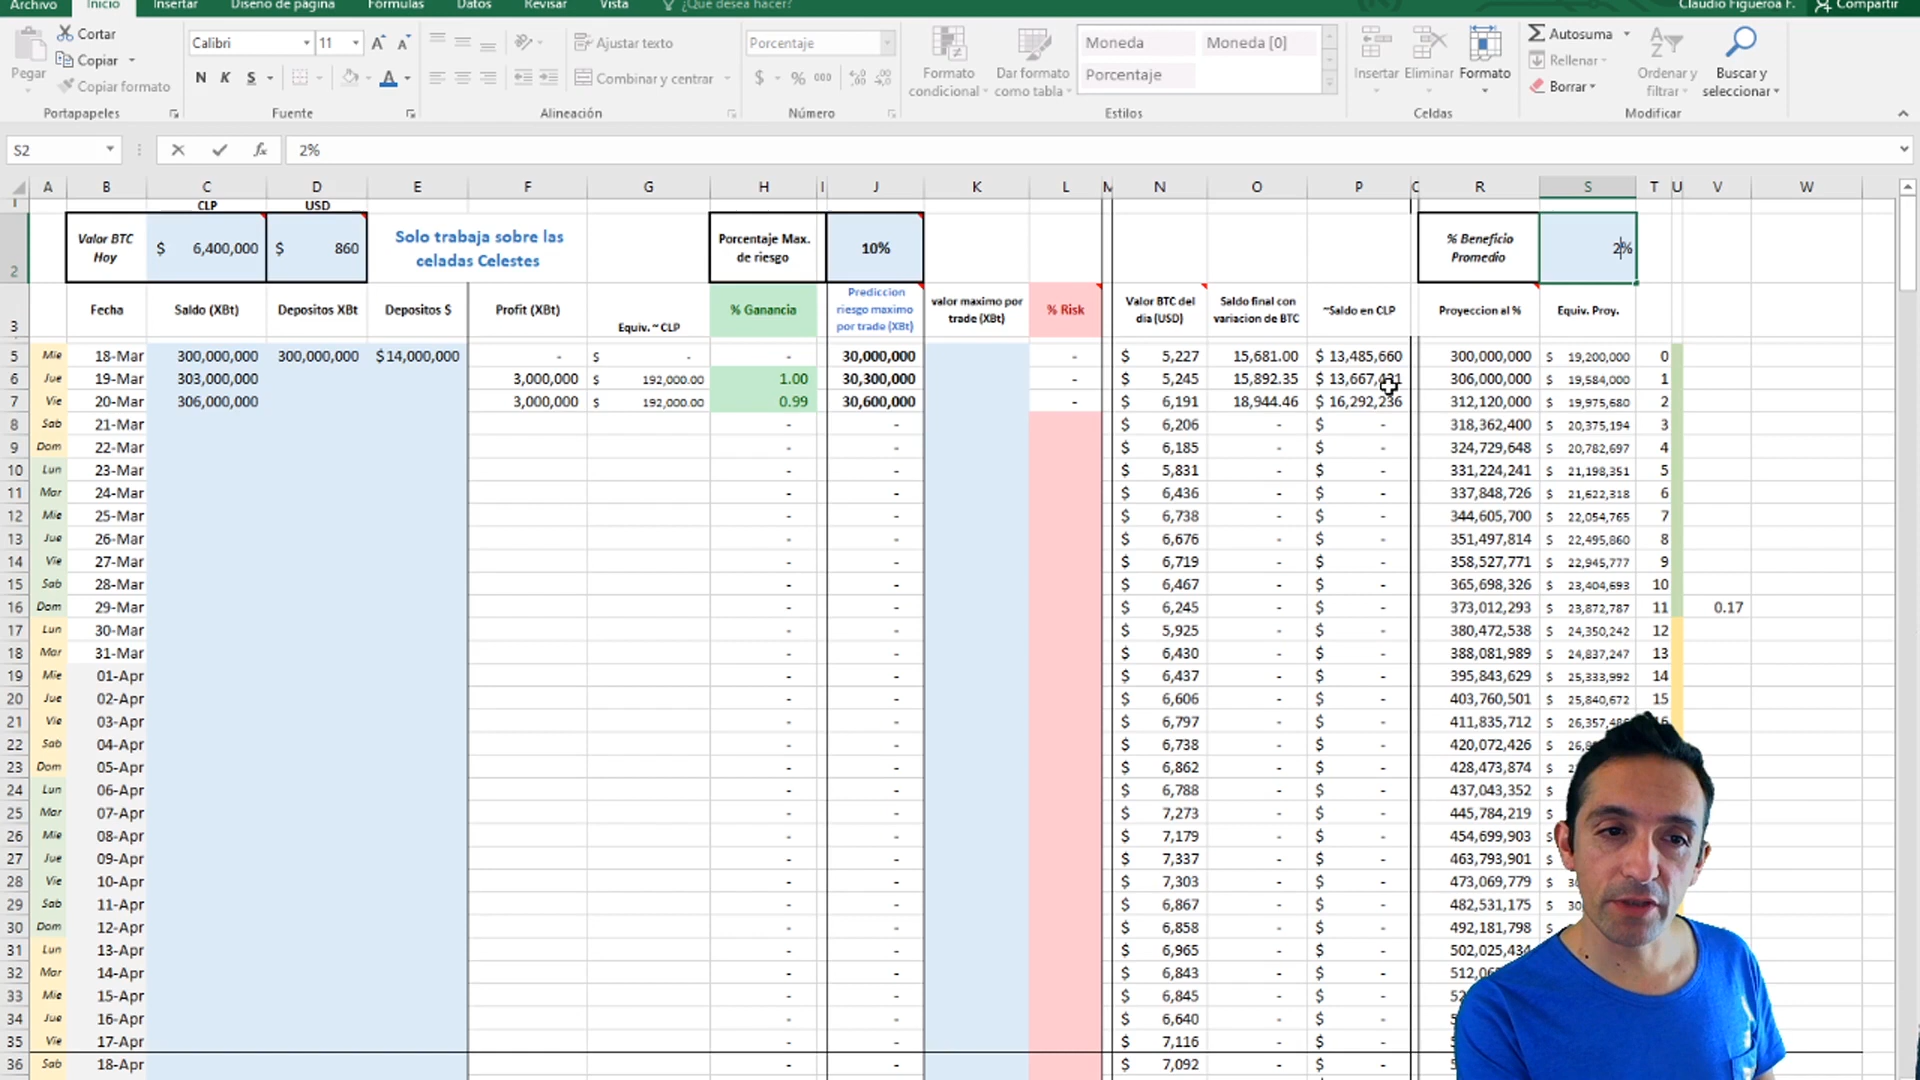 Archivo Inicio Insertar Diseño de página Fórmulas Datos Revisar Vista ¿Qué desea hacer? Claudio Figueroa F. Compartir
Pegar
Cortar
Copiar
Copiar formato
Portapapeles
Calibri 11
N K S
Fuente
Ajustar texto
Combinar y centrar
Alineación
Porcentaje
$ % 000
Número
Formato condicional
Dar formato como tabla
Moneda Moneda [0]
Porcentaje
Estilos
Insertar Eliminar Formato
Celdas
Autosuma
Rellenar
Borrar
Ordenar y filtrar
Buscar y seleccionar
Modificar
S2 fx 2%
A B C D E F G H I J K L M N O P R S T U V W
CLP USD
2 Valor BTC Hoy $ 6,400,000 $ 860 Solo trabaja sobre las celadas Celestes Porcentaje Max. de riesgo 10% % Beneficio Promedio 2%
3 Fecha Saldo (XBt) Depositos XBt Depositos $ Profit (XBt) Equiv. ~ CLP % Ganancia Prediccion riesgo maximo por trade (XBt) valor maximo por trade (XBt) % Risk Valor BTC del dia (USD) Saldo final con variacion de BTC ~Saldo en CLP Proyeccion al % Equiv. Proy.
5 Mie 18-Mar 300,000,000 300,000,000 $14,000,000 - $ - - 30,000,000 - $ 5,227 15,681.00 $ 13,485,660 300,000,000 $ 19,200,000 0
6 Jue 19-Mar 303,000,000 3,000,000 $ 192,000.00 1.00 30,300,000 - $ 5,245 15,892.35 $ 13,667,421 306,000,000 $ 19,584,000 1
7 Vie 20-Mar 306,000,000 3,000,000 $ 192,000.00 0.99 30,600,000 - $ 6,191 18,944.46 $ 16,292,236 312,120,000 $ 19,975,680 2
8 Sab 21-Mar - - $ 6,206 - $ - 318,362,400 $ 20,375,194 3
9 Dom 22-Mar - - $ 6,185 - $ - 324,729,648 $ 20,782,697 4
10 Lun 23-Mar - - $ 5,831 - $ - 331,224,241 $ 21,198,351 5
11 Mar 24-Mar - - $ 6,436 - $ - 337,848,726 $ 21,622,318 6
12 Mie 25-Mar - - $ 6,738 - $ - 344,605,700 $ 22,054,765 7
13 Jue 26-Mar - - $ 6,676 - $ - 351,497,814 $ 22,495,860 8
14 Vie 27-Mar - - $ 6,719 - $ - 358,527,771 $ 22,945,777 9
15 Sab 28-Mar - - $ 6,467 - $ - 365,698,326 $ 23,404,693 10
16 Dom 29-Mar - - $ 6,245 - $ - 373,012,293 $ 23,872,787 11 0.17
17 Lun 30-Mar - - $ 5,925 - $ - 380,472,538 $ 24,350,242 12
18 Mar 31-Mar - - $ 6,430 - $ - 388,081,989 $ 24,837,247 13
19 Mie 01-Apr - - $ 6,437 - $ - 395,843,629 $ 25,333,992 14
20 Jue 02-Apr - - $ 6,606 - $ - 403,760,501 $ 25,840,672 15
21 Vie 03-Apr - - $ 6,797 - $ - 411,835,712 $
22 Sab 04-Apr - - $ 6,738 - $ - 420,072,426 $
23 Dom 05-Apr - - $ 6,862 - $ - 428,473,874 $
24 Lun 06-Apr - - $ 6,788 - $ - 437,043,352 $
25 Mar 07-Apr - - $ 7,273 - $ - 445,784,219 $
26 Mie 08-Apr - - $ 7,179 - $ - 454,699,903 $
27 Jue 09-Apr - - $ 7,337 - $ - 463,793,901 $
28 Vie 10-Apr - - $ 7,303 - $ - 473,069,779 $
29 Sab 11-Apr - - $ 6,867 - $ - 482,531,175 $
30 Dom 12-Apr - - $ 6,858 - $ - 492,181,798 $
31 Lun 13-Apr - - $ 6,965 - $ - 502,025,434
32 Mar 14-Apr - - $ 6,843 - $ -
33 Mie 15-Apr - - $ 6,845 - $ -
34 Jue 16-Apr - - $ 6,640 - $ -
35 Vie 17-Apr - - $ 7,116 - $ -
36 Sab 18-Apr - - $ 7,092 - $ -